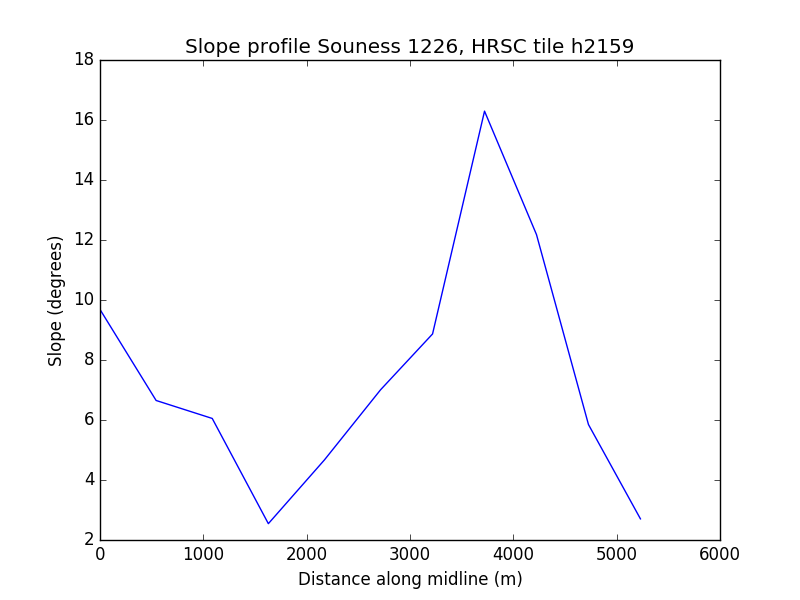 Slope profile Souness 1226, HRSC tile h2159
18
16
14
12
10
8
6
4
2
Slope (degrees)
0 1000 2000 3000 4000 5000 6000
Distance along midline (m)